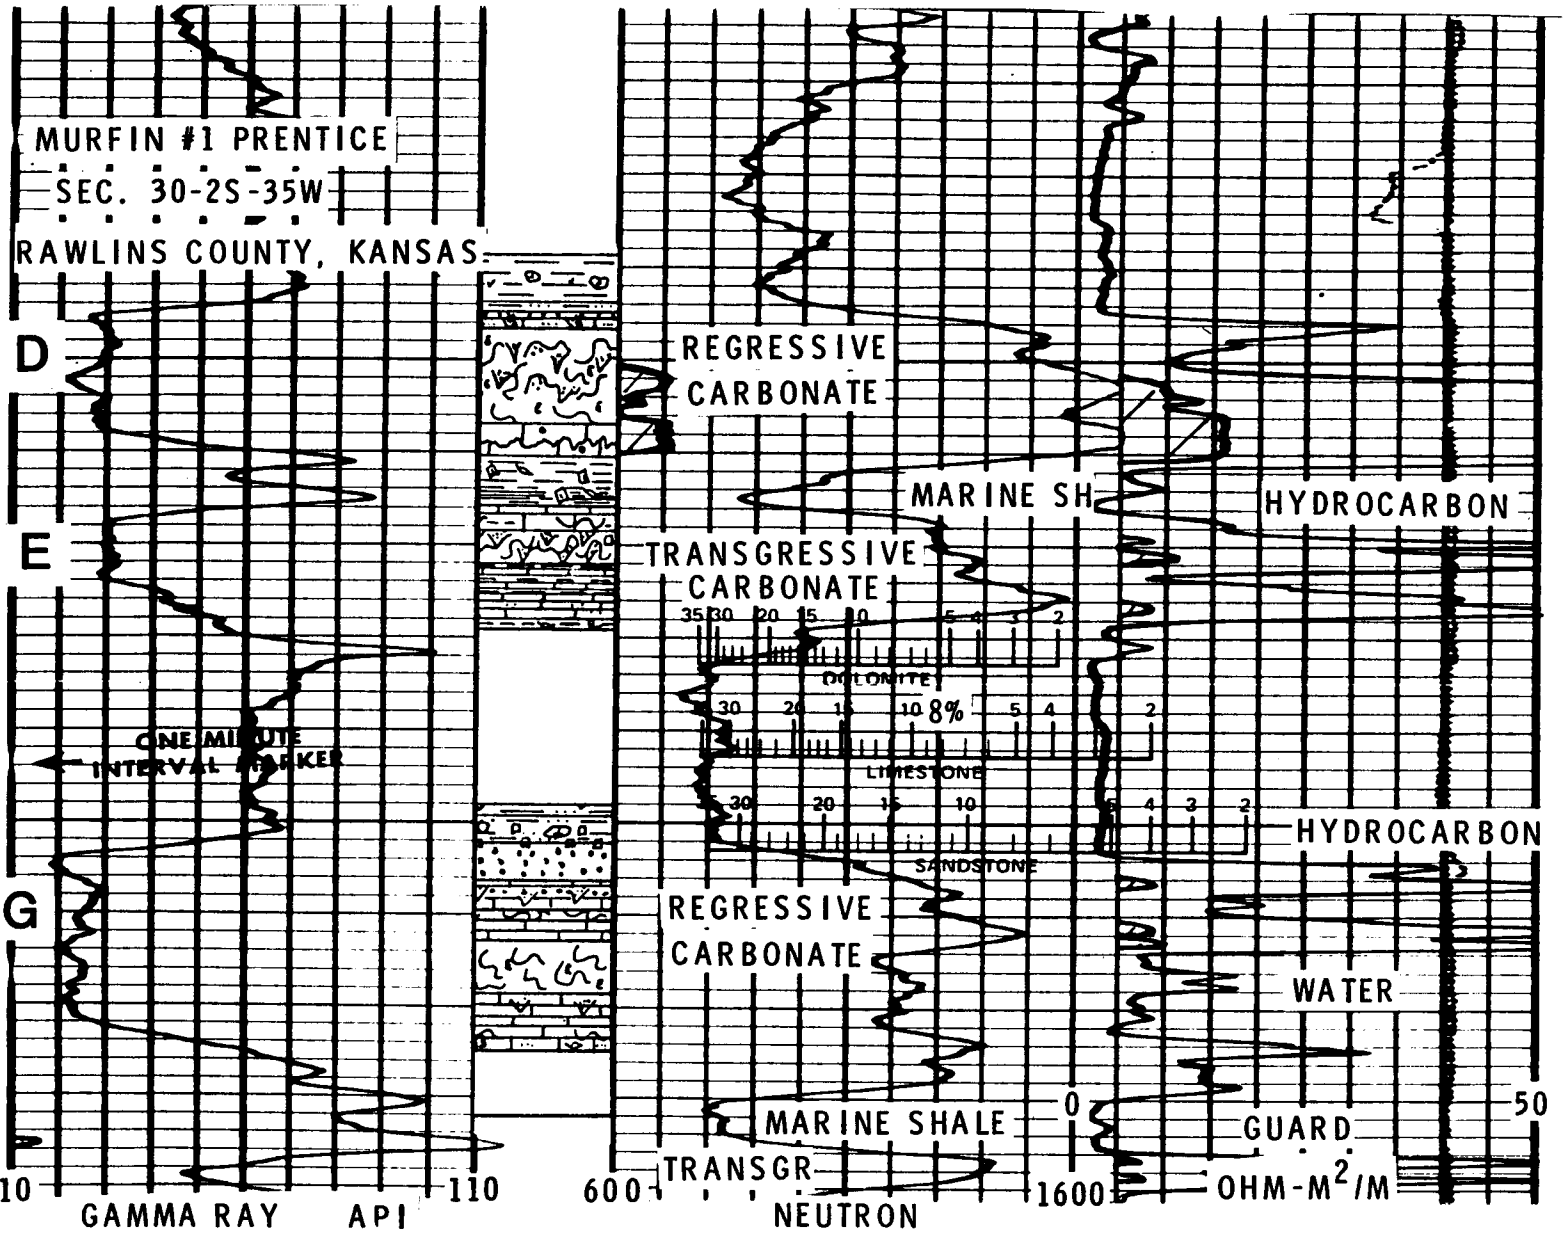 MURFIN #1 PRENTICE
SEC. 30-2S-35W
RAWLINS COUNTY, KANSAS
D
REGRESSIVE
CARBONATE
MARINE SH
HYDROCARBON
E
TRANSGRESSIVE
CARBONATE
35 30 20 15 10 5 4 3 2
DOLOMITE
30 20 15 10 8% 5 4 2
ONE MINUTE
INTERVAL MARKER
LIMESTONE
30 20 15 10 5 4 3 2
HYDROCARBON
SANDSTONE
G
REGRESSIVE
CARBONATE
WATER
0 50
MARINE SHALE
GUARD
TRANSGR
10 110 600 1600 OHM-M²/M
GAMMA RAY API NEUTRON